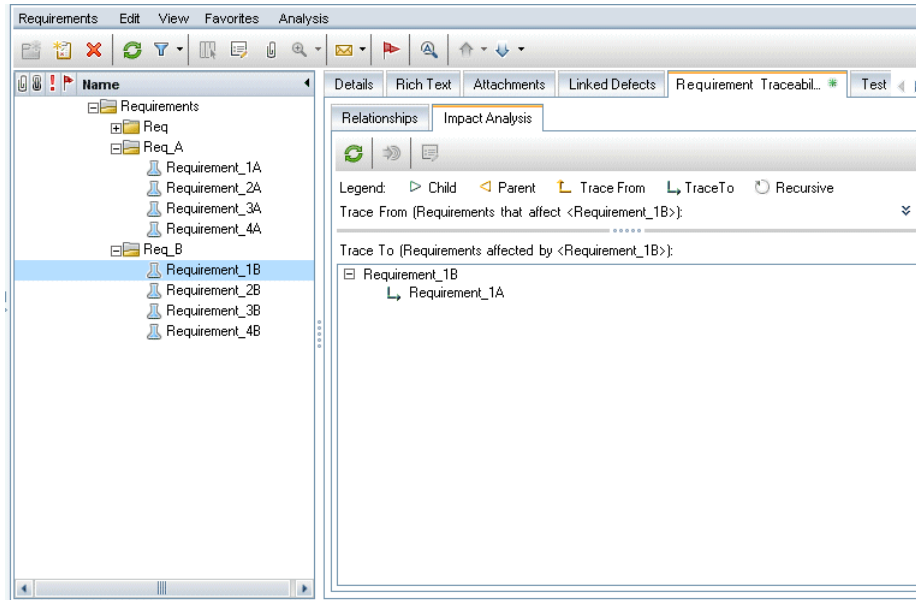 Requirements Edit View Favorites Analysis
Name
Requirements
Req
Req_A
Requirement_1A
Requirement_2A
Requirement_3A
Requirement_4A
Req_B
Requirement_1B
Requirement_2B
Requirement_3B
Requirement_4B
Details Rich Text Attachments Linked Defects Requirement Traceabil... * Test
Relationships Impact Analysis
Legend: Child Parent Trace From TraceTo Recursive
Trace From (Requirements that affect <Requirement_1B>):
Trace To (Requirements affected by <Requirement_1B>):
Requirement_1B
Requirement_1A